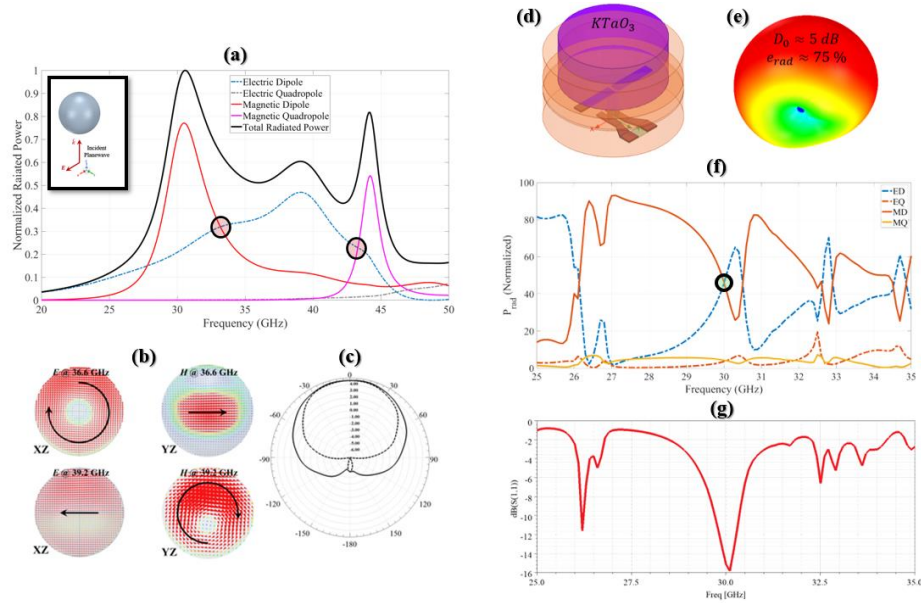 (a)
Normalized Raiated Power
1
0.9
0.8
0.7
0.6
0.5
0.4
0.3
0.2
0.1
0
20
25
30
35
40
45
50
Frequency (GHz)
Incident
Planewave
E
Electric Dipole
Electric Quadropole
Magnetic Dipole
Magnetic Quadropole
Total Radiated Power
(b)
E @ 36.6 GHz
XZ
H @ 36.6 GHz
YZ
E @ 39.2 GHz
XZ
H @ 39.2 GHz
YZ
(c)
0
-30
30
-60
60
-90
90
-120
120
-150
150
-180
(d)
KTaO₃
(e)
D₀ ≈ 5 dB
e_rad ≈ 75 %
(f)
P_rad (Normalized)
100
80
60
40
20
0
25
26
27
28
29
30
31
32
33
34
35
Frequency (GHz)
ED
EQ
MD
MQ
(g)
dB(S(1,1))
0
-2
-4
-6
-8
-10
-12
-14
-16
25.0
27.5
30.0
32.5
35.0
Freq [GHz]